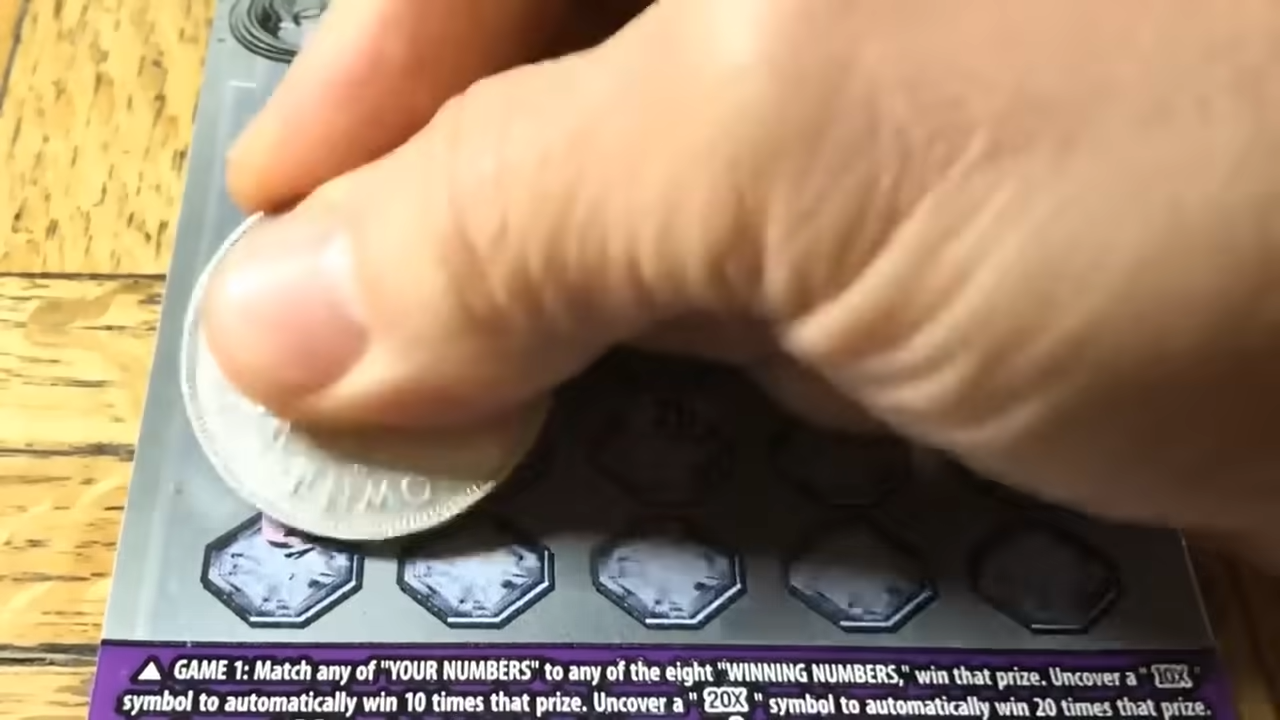 ▲ GAME 1: Match any of "YOUR NUMBERS" to any of the eight "WINNING NUMBERS," win that prize. Uncover a " 10X "
symbol to automatically win 10 times that prize. Uncover a " 20X " symbol to automatically win 20 times that prize.